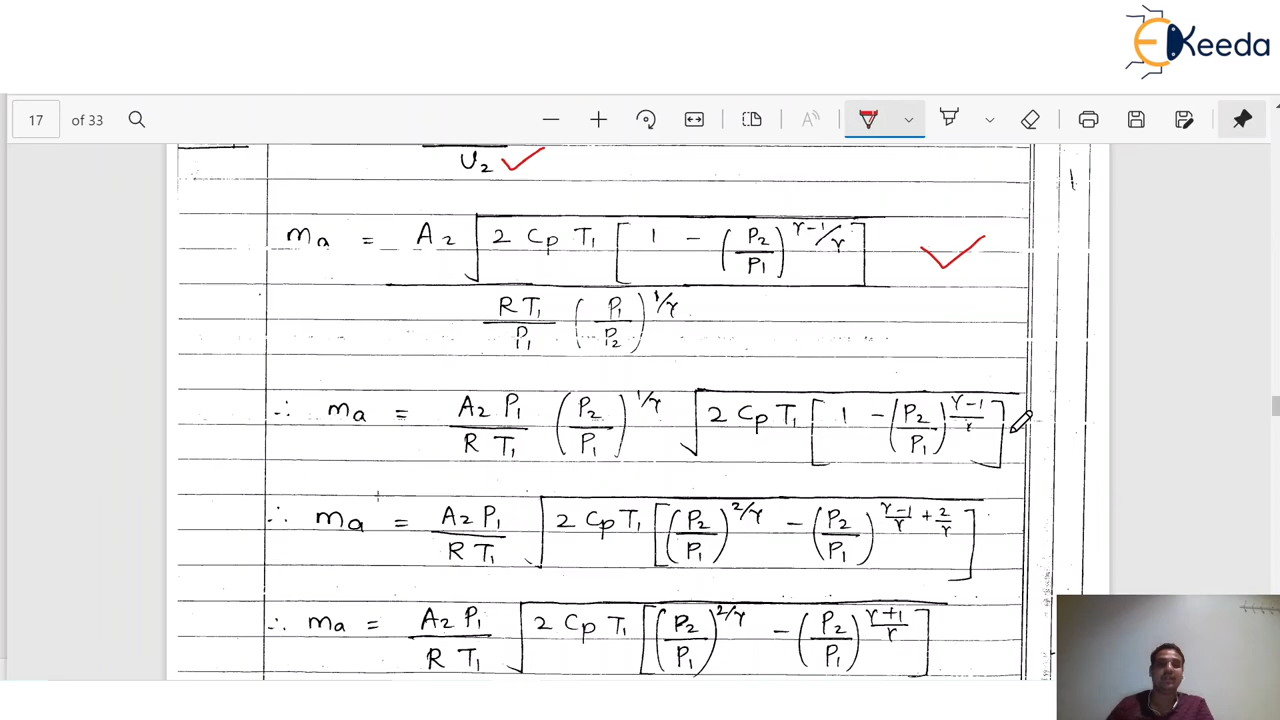 EKeeda
17 of 33
υ₂
mₐ = A₂ √(2 Cp T₁ [1 − (P₂/P₁)^(γ−1/γ)])
RT₁/P₁ (P₁/P₂)^(1/γ)
∴ mₐ = A₂ P₁/R T₁ (P₂/P₁)^(1/γ) √(2 Cp T₁ [1 − (P₂/P₁)^(γ−1/γ)])
∴ mₐ = A₂ P₁/R T₁ √(2 Cp T₁ [(P₂/P₁)^(2/γ) − (P₂/P₁)^(γ−1/γ + 2/γ)])
∴ mₐ = A₂ P₁/R T₁ √(2 Cp T₁ [(P₂/P₁)^(2/γ) − (P₂/P₁)^(γ+1/γ)])